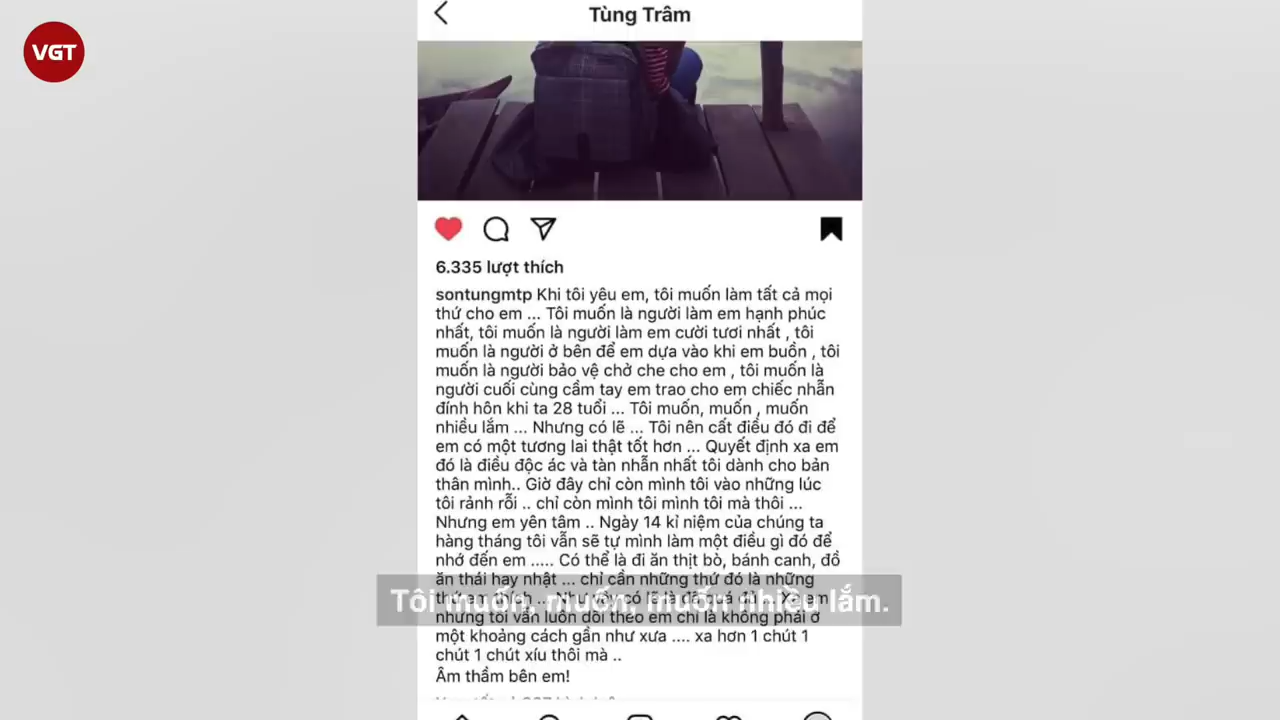 VGT
Tùng Trâm
6.335 lượt thích
sontungmtp Khi tôi yêu em, tôi muốn làm tất cả mọi
thứ cho em ... Tôi muốn là người làm em hạnh phúc
nhất, tôi muốn là người làm em cười tươi nhất , tôi
muốn là người ở bên để em dựa vào khi em buồn , tôi
muốn là người bảo vệ chở che cho em , tôi muốn là
người cuối cùng cầm tay em trao cho em chiếc nhẫn
đính hôn khi ta 28 tuổi ... Tôi muốn, muốn , muốn
nhiều lắm ... Nhưng có lẽ ... Tôi nên cất điều đó đi để
em có một tương lai thật tốt hơn ... Quyết định xa em
đó là điều độc ác và tàn nhẫn nhất tôi dành cho bản
thân mình.. Giờ đây chỉ còn mình tôi vào những lúc
tôi rảnh rỗi .. chỉ còn mình tôi mình tôi mà thôi ...
Nhưng em yên tâm .. Ngày 14 kỉ niệm của chúng ta
hàng tháng tôi vẫn sẽ tự mình làm một điều gì đó để
nhớ đến em ..... Có thể là đi ăn thịt bò, bánh canh, đồ
ăn thái hay nhật ... chỉ cần những thứ đó là những
Tôi muốn, muốn, muốn nhiều lắm.
nhưng tôi vẫn luôn dõi theo em chỉ là không phải ở
một khoảng cách gần như xưa .... xa hơn 1 chút 1
chút 1 chút xíu thôi mà ..
Âm thầm bên em!